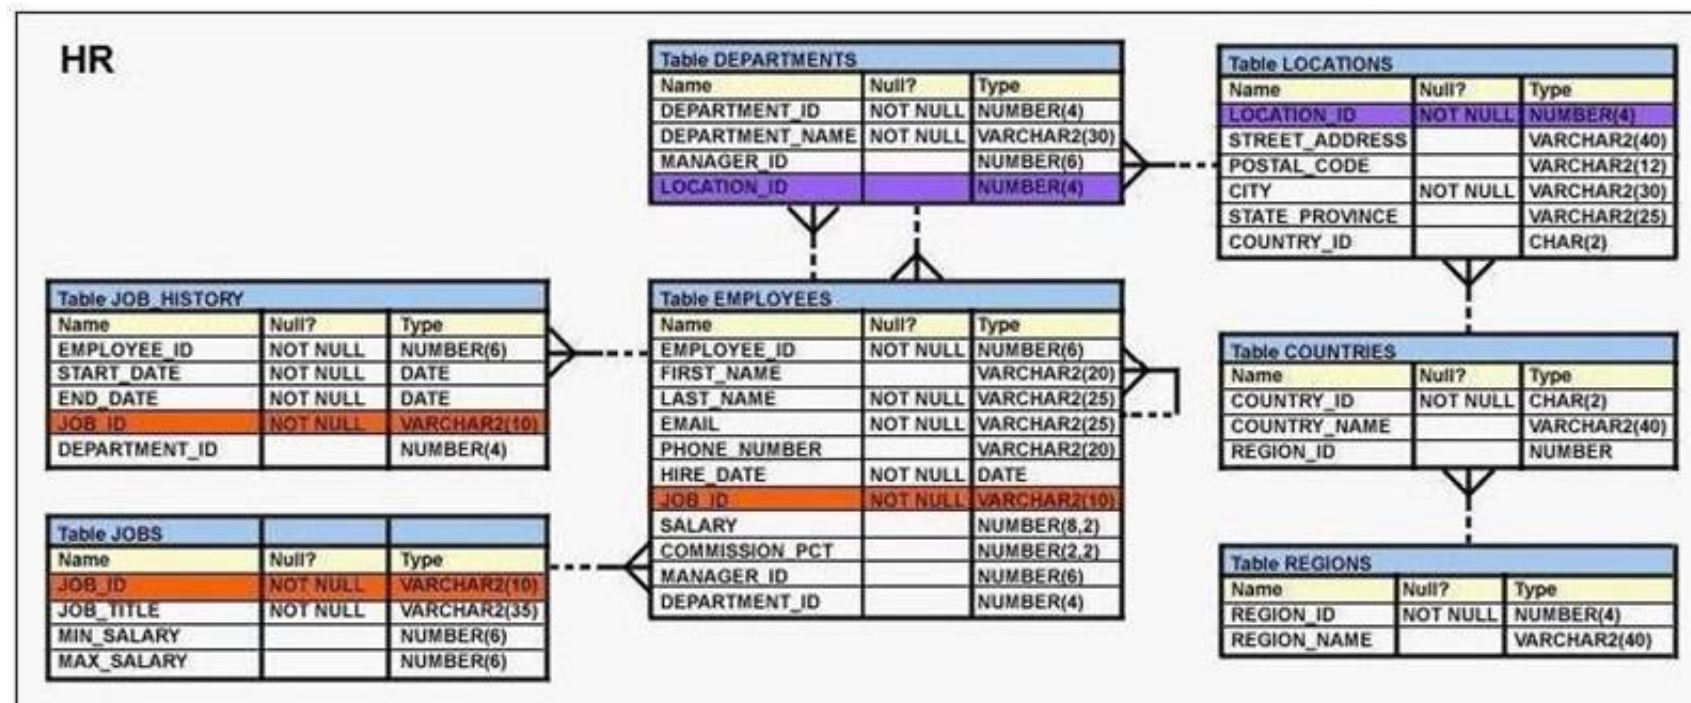 HR
Table DEPARTMENTS
Name Null? Type
DEPARTMENT_ID NOT NULL NUMBER(4)
DEPARTMENT_NAME NOT NULL VARCHAR2(30)
MANAGER_ID NUMBER(6)
LOCATION_ID NUMBER(4)
Table LOCATIONS
Name Null? Type
LOCATION_ID NOT NULL NUMBER(4)
STREET_ADDRESS VARCHAR2(40)
POSTAL_CODE VARCHAR2(12)
CITY NOT NULL VARCHAR2(30)
STATE_PROVINCE VARCHAR2(25)
COUNTRY_ID CHAR(2)
Table JOB_HISTORY
Name Null? Type
EMPLOYEE_ID NOT NULL NUMBER(6)
START_DATE NOT NULL DATE
END_DATE NOT NULL DATE
JOB_ID NOT NULL VARCHAR2(10)
DEPARTMENT_ID NUMBER(4)
Table EMPLOYEES
Name Null? Type
EMPLOYEE_ID NOT NULL NUMBER(6)
FIRST_NAME VARCHAR2(20)
LAST_NAME NOT NULL VARCHAR2(25)
EMAIL NOT NULL VARCHAR2(25)
PHONE_NUMBER VARCHAR2(20)
HIRE_DATE NOT NULL DATE
JOB_ID NOT NULL VARCHAR2(10)
SALARY NUMBER(8,2)
COMMISSION_PCT NUMBER(2,2)
MANAGER_ID NUMBER(6)
DEPARTMENT_ID NUMBER(4)
Table COUNTRIES
Name Null? Type
COUNTRY_ID NOT NULL CHAR(2)
COUNTRY_NAME VARCHAR2(40)
REGION_ID NUMBER
Table JOBS
Name Null? Type
JOB_ID NOT NULL VARCHAR2(10)
JOB_TITLE NOT NULL VARCHAR2(35)
MIN_SALARY NUMBER(6)
MAX_SALARY NUMBER(6)
Table REGIONS
Name Null? Type
REGION_ID NOT NULL NUMBER(4)
REGION_NAME VARCHAR2(40)